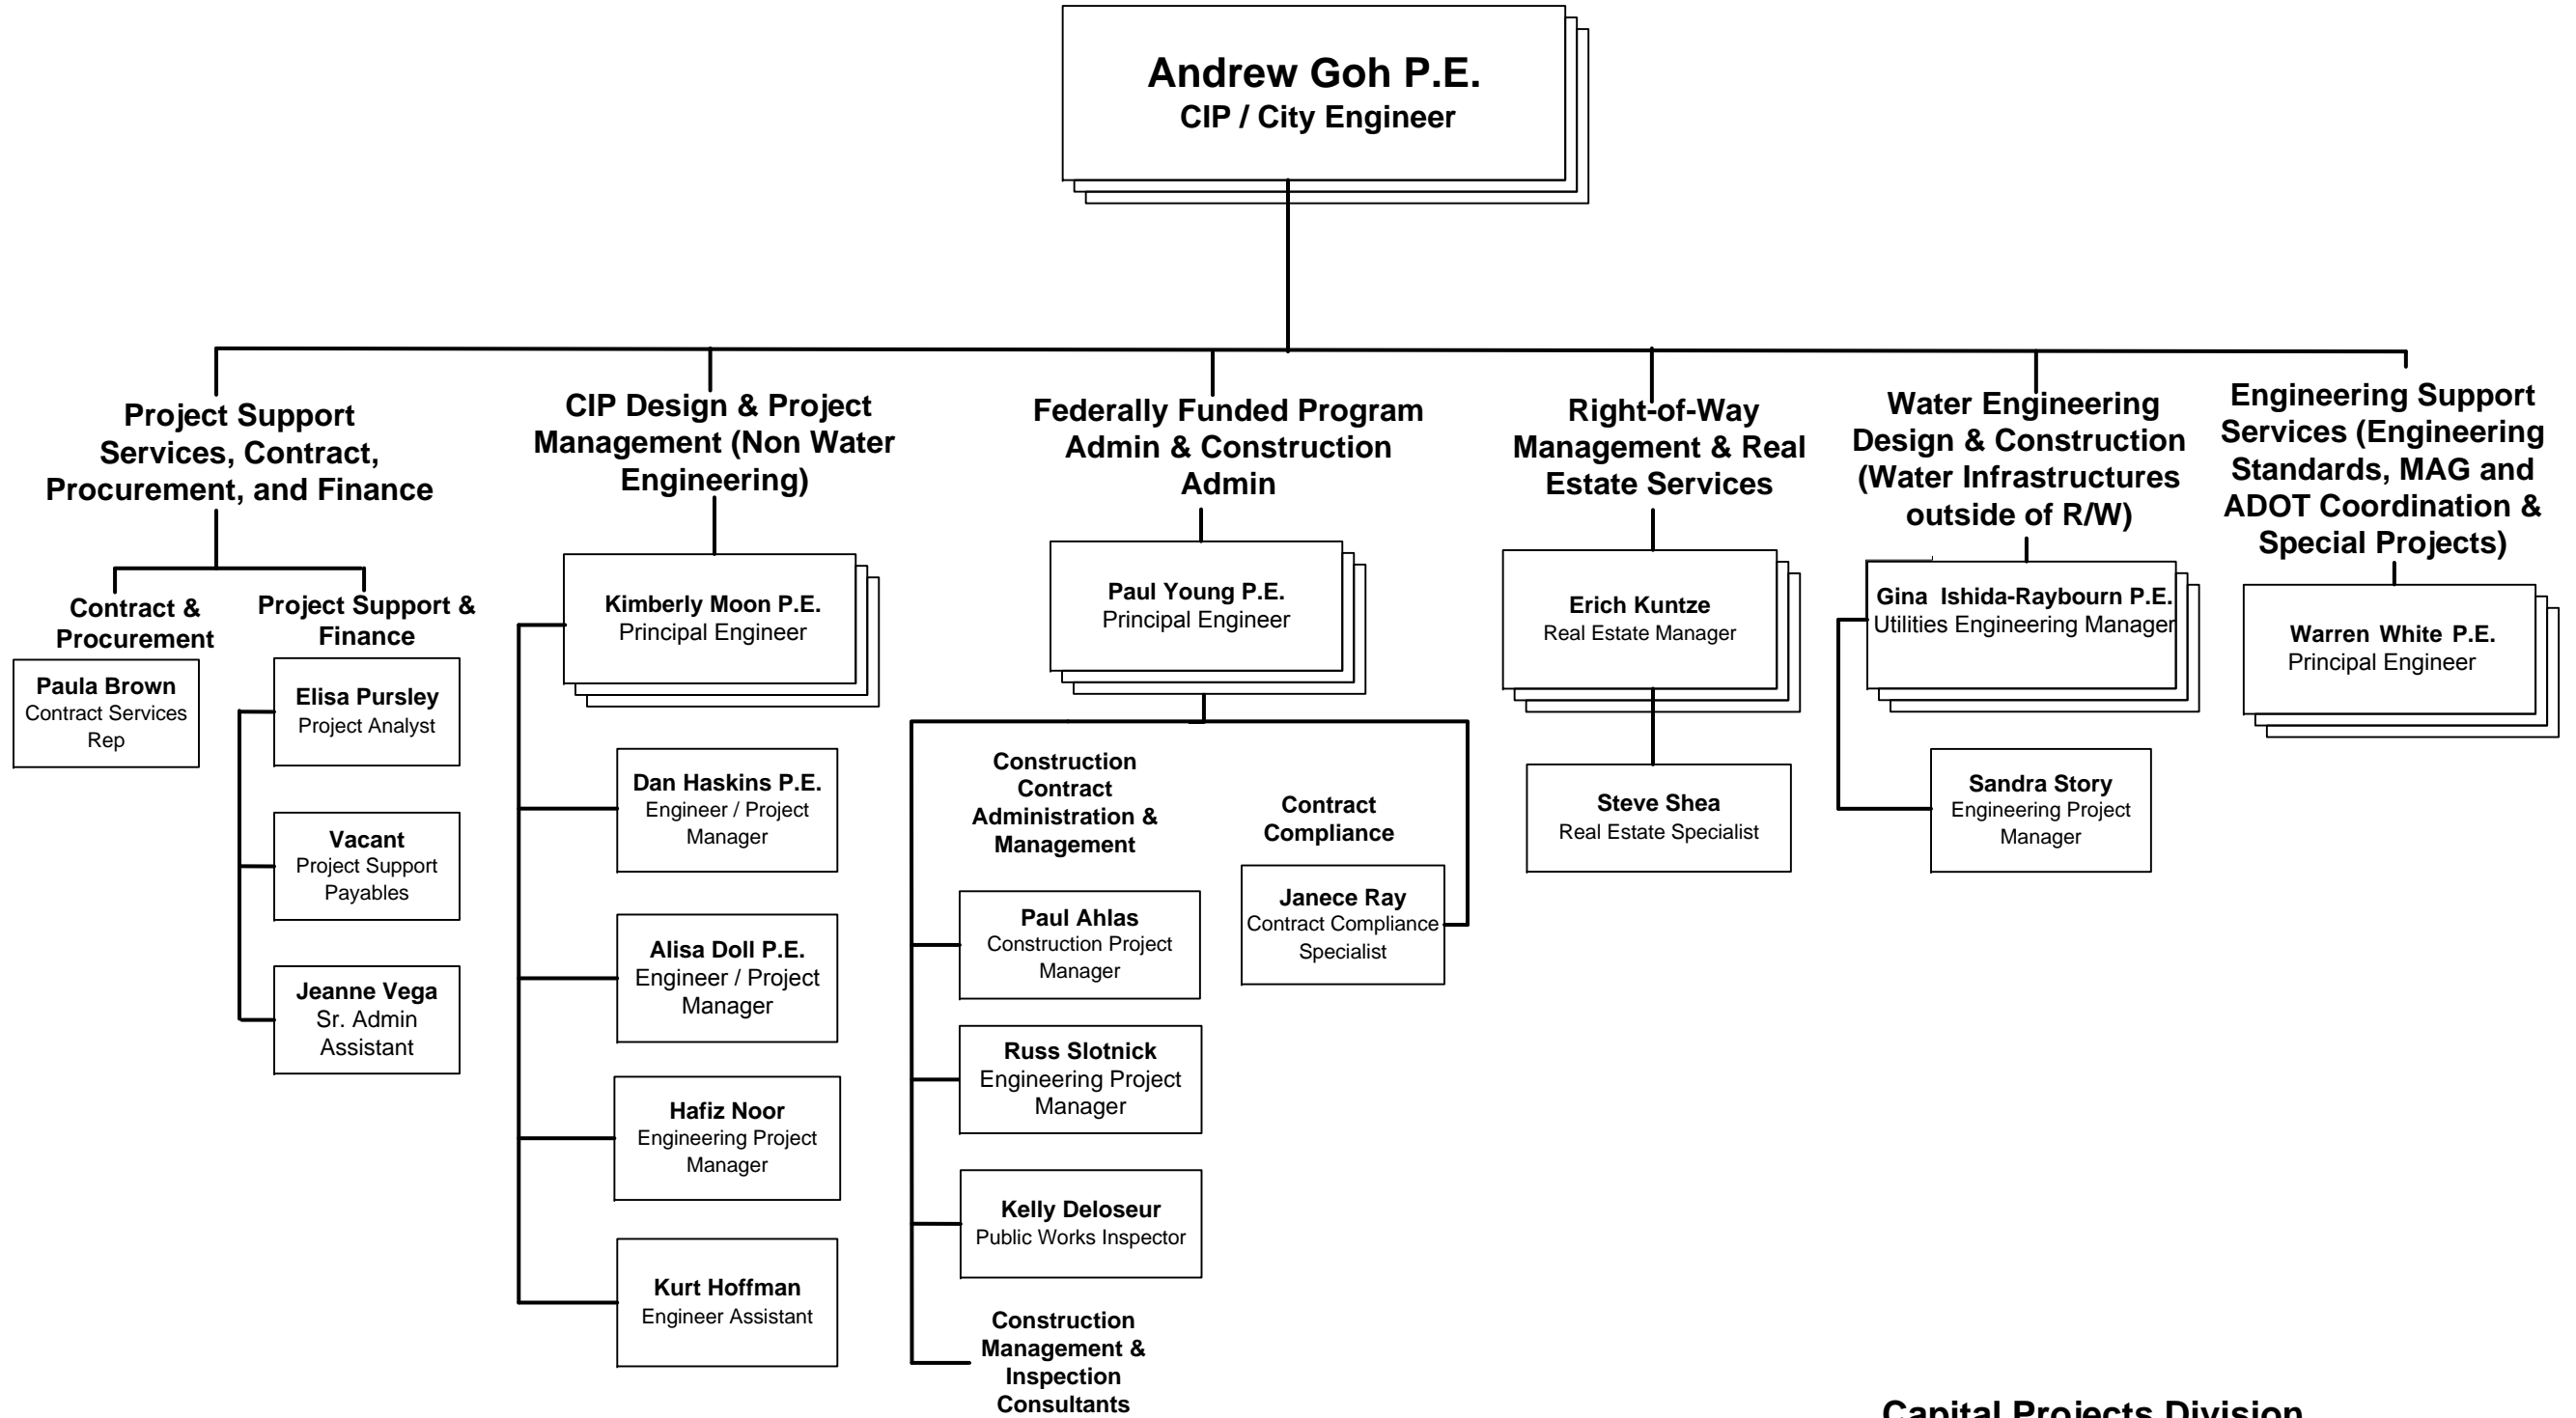 Andrew Goh P.E.
CIP / City Engineer
Project Support
Services, Contract,
Procurement, and Finance
Contract &
Procurement
Paula Brown
Contract Services
Rep
Project Support &
Finance
Elisa Pursley
Project Analyst
Vacant
Project Support
Payables
Jeanne Vega
Sr. Admin
Assistant
CIP Design & Project
Management (Non Water
Engineering)
Kimberly Moon P.E.
Principal Engineer
Dan Haskins P.E.
Engineer / Project
Manager
Alisa Doll P.E.
Engineer / Project
Manager
Hafiz Noor
Engineering Project
Manager
Kurt Hoffman
Engineer Assistant
Federally Funded Program
Admin & Construction
Admin
Paul Young P.E.
Principal Engineer
Construction
Contract
Administration &
Management
Paul Ahlas
Construction Project
Manager
Russ Slotnick
Engineering Project
Manager
Kelly Deloseur
Public Works Inspector
Construction
Management &
Inspection
Consultants
Contract
Compliance
Janece Ray
Contract Compliance
Specialist
Right-of-Way
Management & Real
Estate Services
Erich Kuntze
Real Estate Manager
Steve Shea
Real Estate Specialist
Water Engineering
Design & Construction
(Water Infrastructures
outside of R/W)
Gina Ishida-Raybourn P.E.
Utilities Engineering Manager
Sandra Story
Engineering Project
Manager
Engineering Support
Services (Engineering
Standards, MAG and
ADOT Coordination &
Special Projects)
Warren White P.E.
Principal Engineer
Capital Projects Division